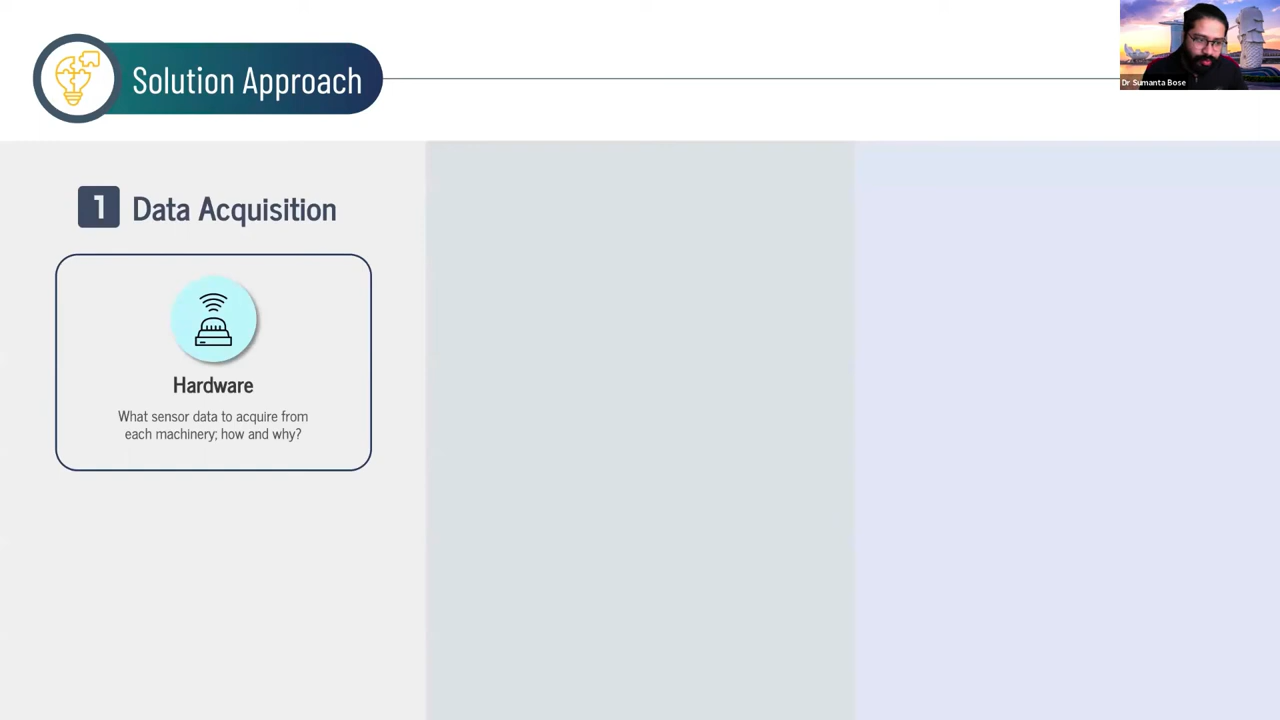 Solution Approach
Dr Sumanta Bose
1 Data Acquisition
Hardware
What sensor data to acquire from
each machinery; how and why?